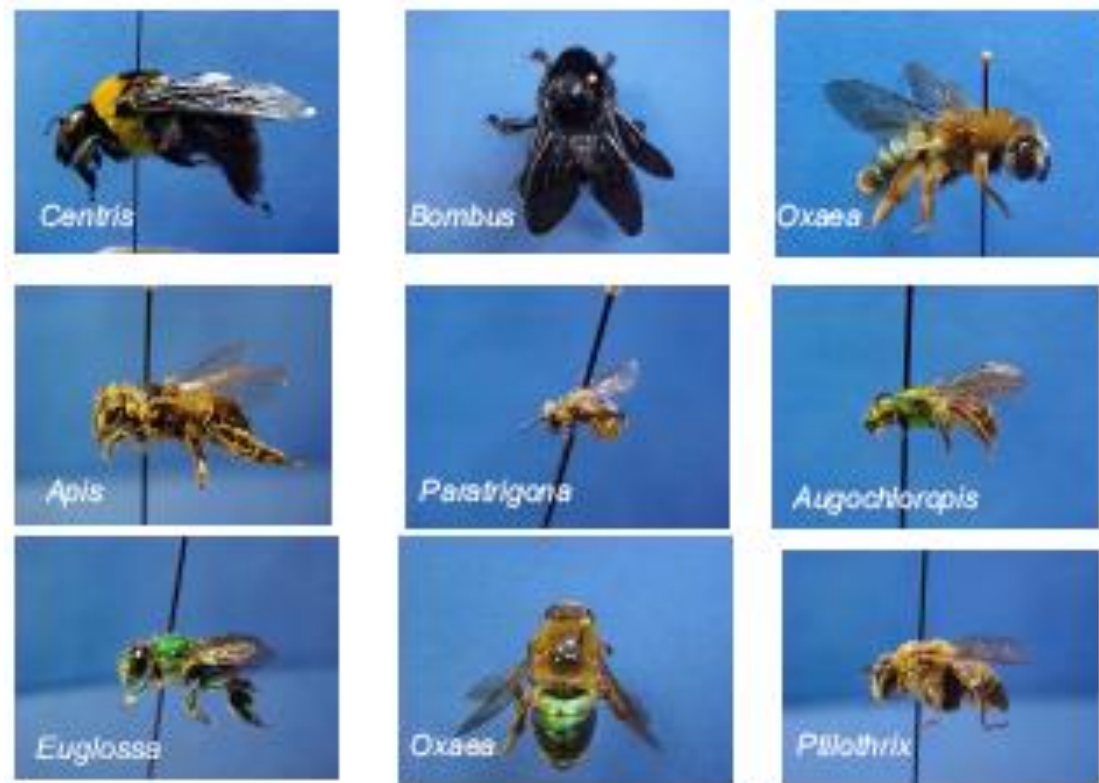 Centris
Bombus
Oxaea
Apis
Paratrigona
Augochloropis
Euglossa
Oxaea
Ptilothrix